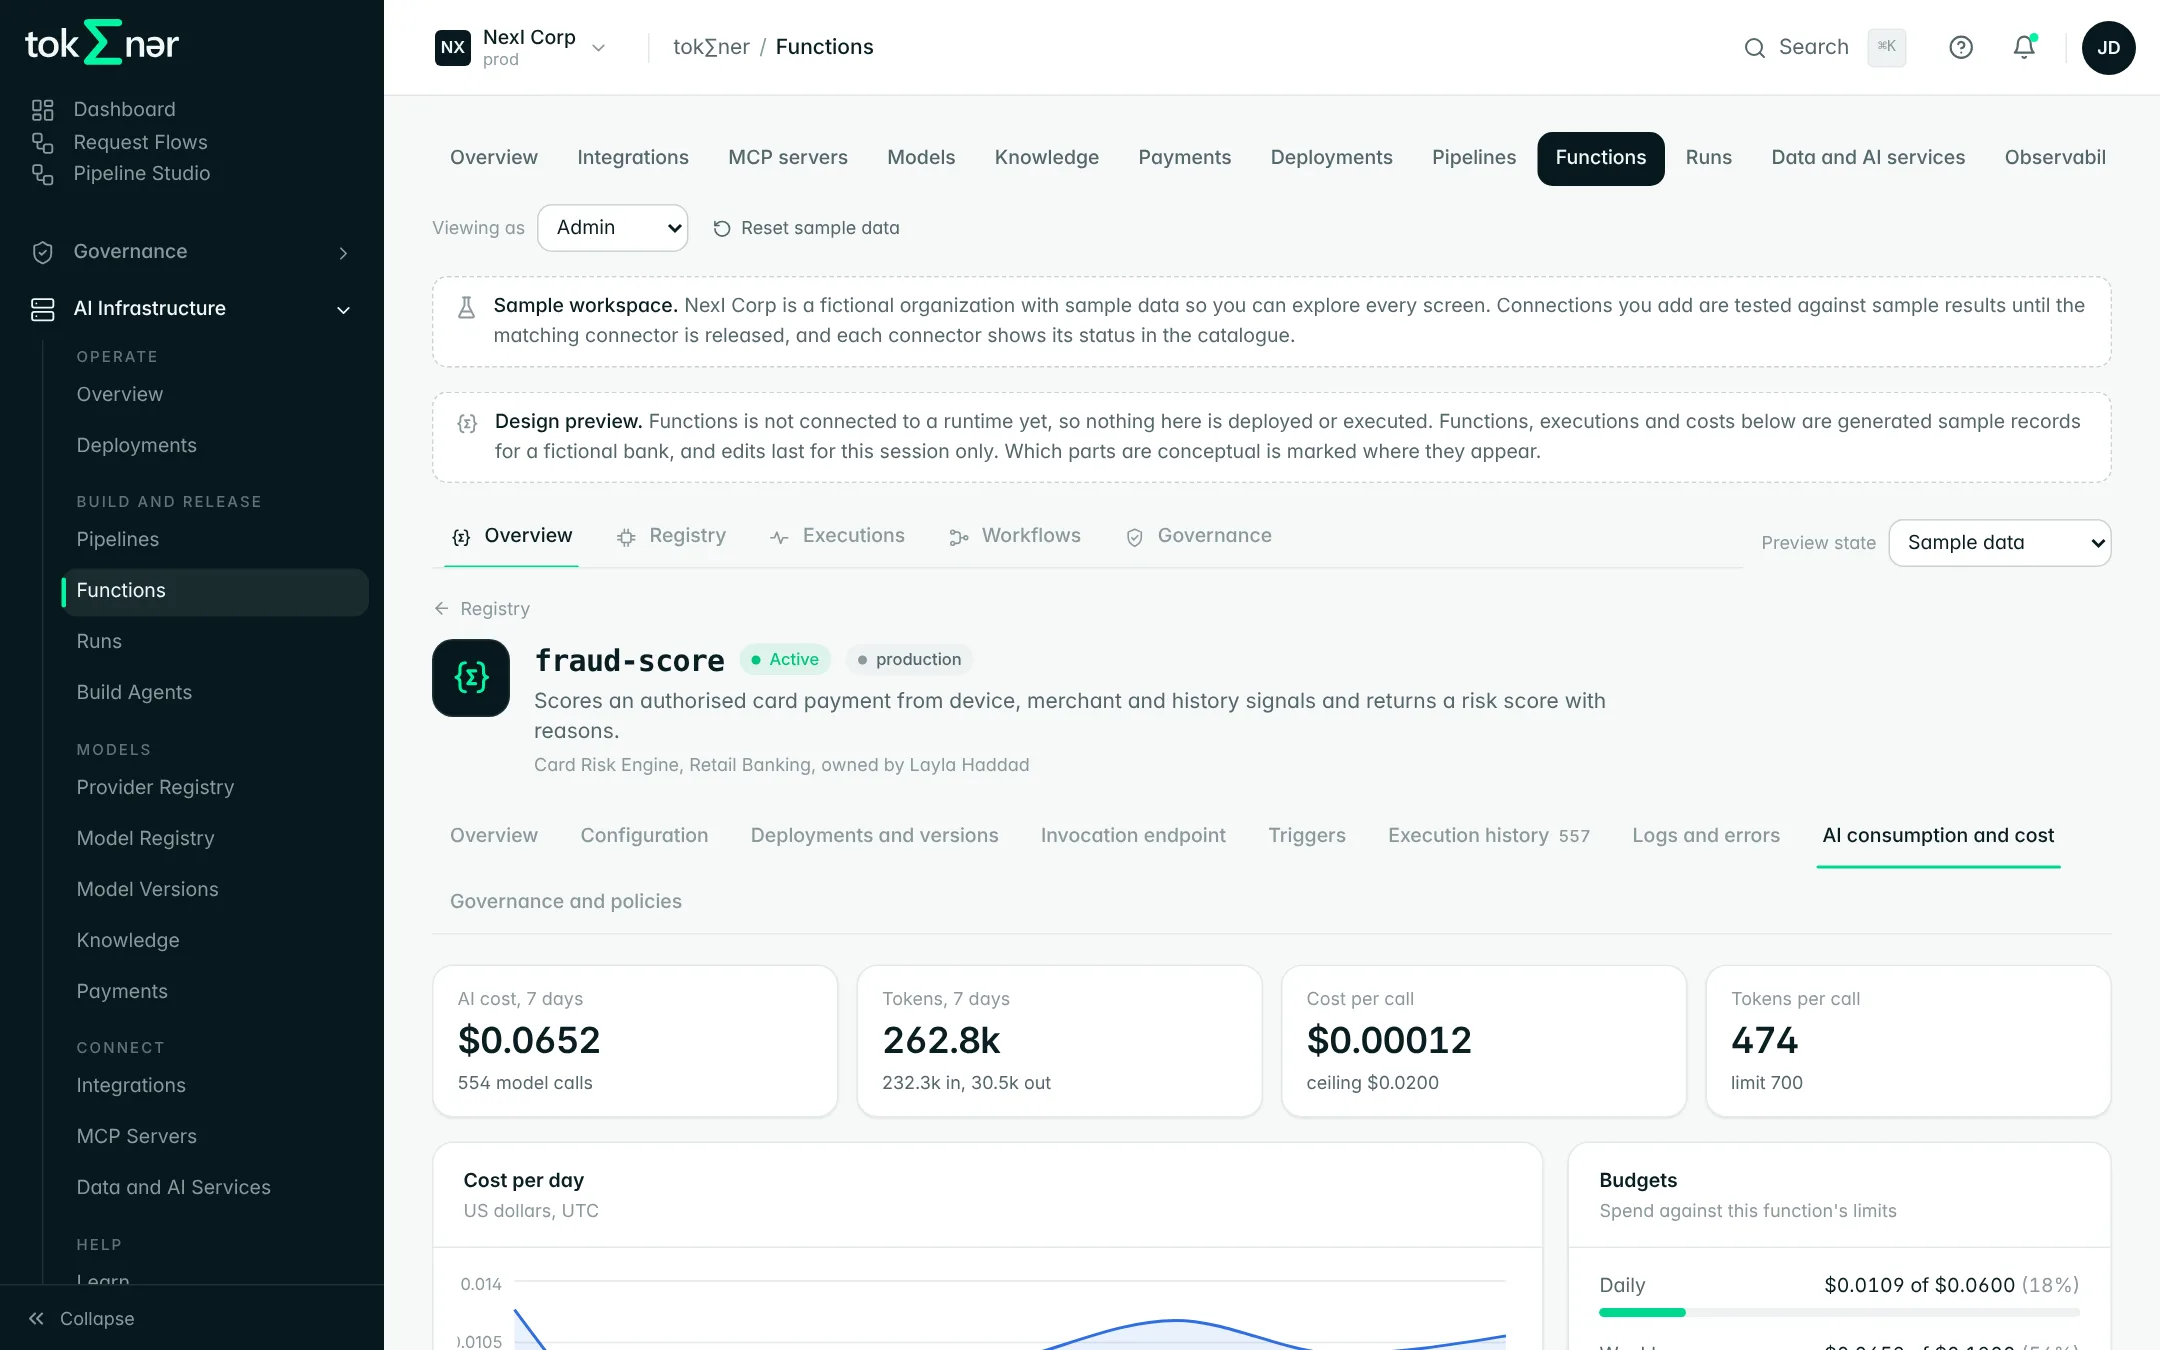 tokΣnər
Dashboard
Request Flows
Pipeline Studio
Governance
AI Infrastructure
OPERATE
Overview
Deployments
BUILD AND RELEASE
Pipelines
Functions
Runs
Build Agents
MODELS
Provider Registry
Model Registry
Model Versions
Knowledge
Payments
CONNECT
Integrations
MCP Servers
Data and AI Services
HELP
Learn
Collapse
NX Nexl Corp
prod
tok∑ner / Functions
Search ⌘K
JD
Overview Integrations MCP servers Models Knowledge Payments Deployments Pipelines Functions Runs Data and AI services Observabil
Viewing as Admin Reset sample data
Sample workspace. Nexl Corp is a fictional organization with sample data so you can explore every screen. Connections you add are tested against sample results until the
matching connector is released, and each connector shows its status in the catalogue.
Design preview. Functions is not connected to a runtime yet, so nothing here is deployed or executed. Functions, executions and costs below are generated sample records
for a fictional bank, and edits last for this session only. Which parts are conceptual is marked where they appear.
Overview Registry Executions Workflows Governance Preview state Sample data
Registry
fraud-score Active production
Scores an authorised card payment from device, merchant and history signals and returns a risk score with
reasons.
Card Risk Engine, Retail Banking, owned by Layla Haddad
Overview Configuration Deployments and versions Invocation endpoint Triggers Execution history 557 Logs and errors AI consumption and cost
Governance and policies
AI cost, 7 days
$0.0652
554 model calls
Tokens, 7 days
262.8k
232.3k in, 30.5k out
Cost per call
$0.00012
ceiling $0.0200
Tokens per call
474
limit 700
Cost per day
US dollars, UTC
0.014
0.0105
Budgets
Spend against this function's limits
Daily $0.0109 of $0.0600 (18%)